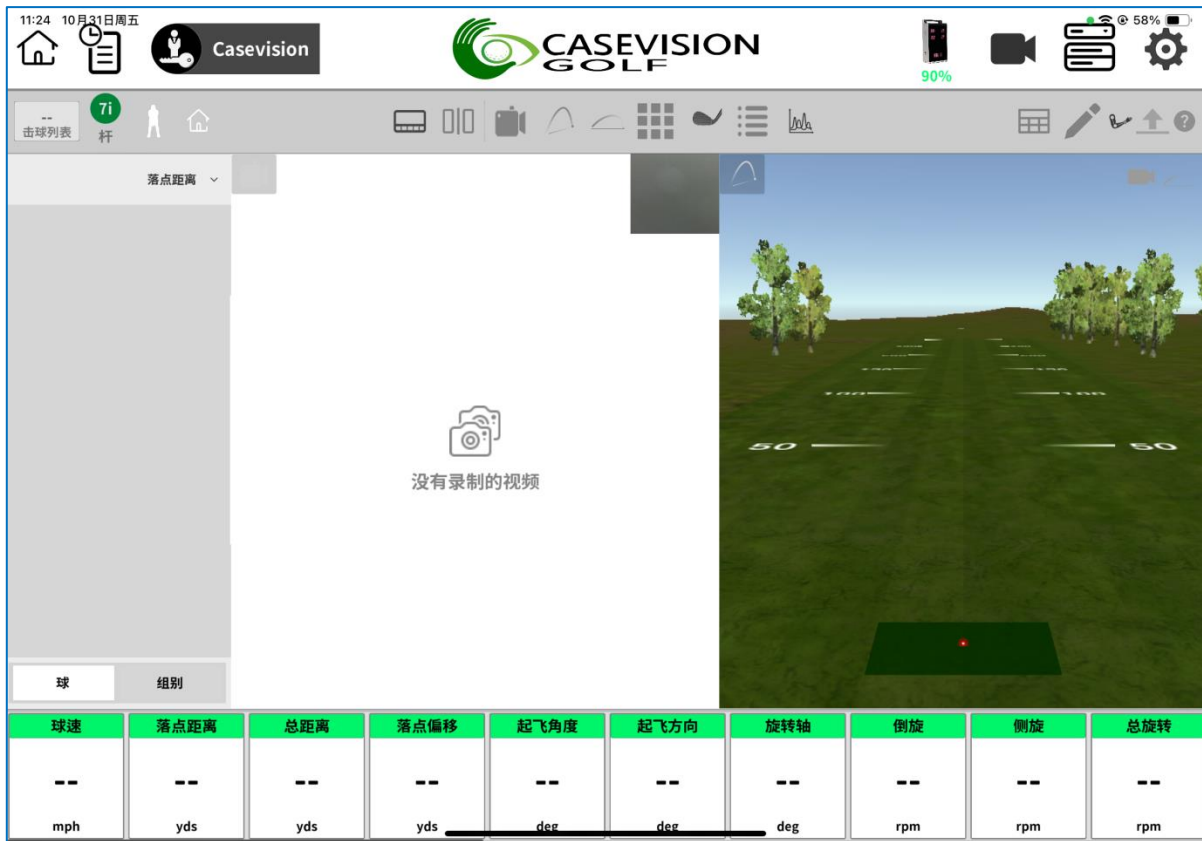 11:24 10月31日周五
58%
Casevision
CASEVISION
GOLF
90%
--
击球列表
7i
杆
?
落点距离
50 50
没有录制的视频
球 组别
球速 落点距离 总距离 落点偏移 起飞角度 起飞方向 旋转轴 倒旋 侧旋 总旋转
-- -- -- -- -- -- -- -- -- --
mph yds yds yds deg deg deg rpm rpm rpm